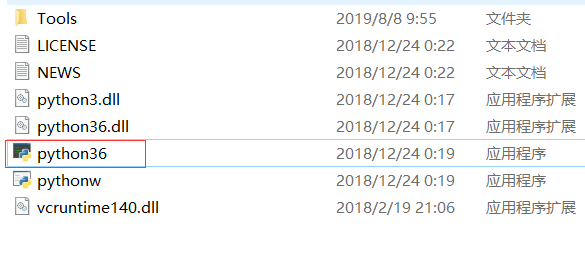 Tools 2019/8/8 9:55 文件夹
LICENSE 2018/12/24 0:22 文本文档
NEWS 2018/12/24 0:22 文本文档
python3.dll 2018/12/24 0:17 应用程序扩展
python36.dll 2018/12/24 0:17 应用程序扩展
python36 2018/12/24 0:19 应用程序
pythonw 2018/12/24 0:19 应用程序
vcruntime140.dll 2018/2/19 21:06 应用程序扩展